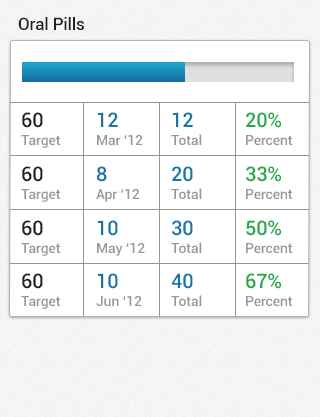 Oral Pills
60 12 12 20%
Target Mar ‘12 Total Percent
60 8 20 33%
Target Apr ‘12 Total Percent
60 10 30 50%
Target May ‘12 Total Percent
60 10 40 67%
Target Jun ‘12 Total Percent